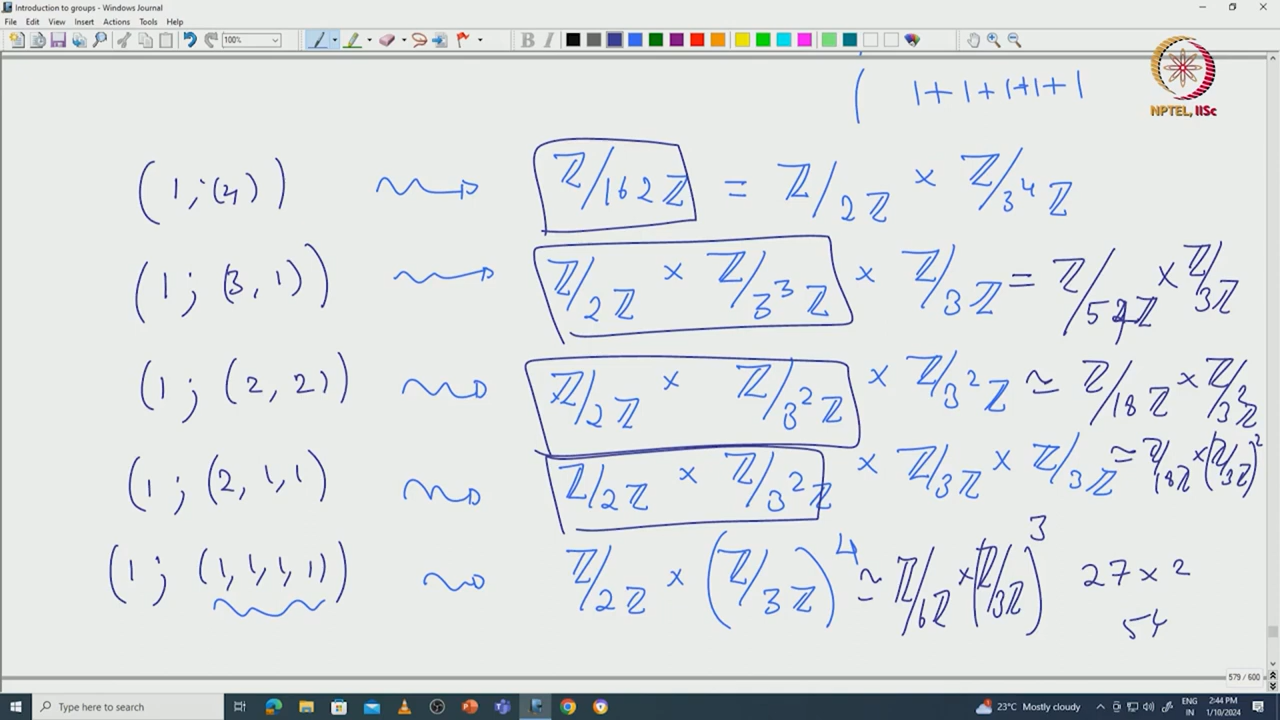 Introduction to groups - Windows Journal
File Edit View Insert Actions Tools Help
100%
B I
NPTEL, IISc
( 1+1+1+1+1
(1;(4)) ⟿ ℤ/162ℤ = ℤ/2ℤ × ℤ/3⁴ℤ
(1; (3,1)) ⟿ ℤ/2ℤ × ℤ/3³ℤ × ℤ/3ℤ = ℤ/54ℤ × ℤ/3ℤ
(1; (2,2)) ⟿ ℤ/2ℤ × ℤ/3²ℤ × ℤ/3²ℤ ≃ ℤ/18ℤ × ℤ/3²ℤ
(1; (2,1,1)) ⟿ ℤ/2ℤ × ℤ/3²ℤ × ℤ/3ℤ × ℤ/3ℤ ≃ ℤ/18ℤ × (ℤ/3ℤ)²
(1; (1,1,1,1)) ⟿ ℤ/2ℤ × (ℤ/3ℤ)⁴ ≃ ℤ/6ℤ × (ℤ/3ℤ)³ 27×2
54
579 / 600
Type here to search
23°C Mostly cloudy
ENG
IN
2:44 PM
1/10/2024